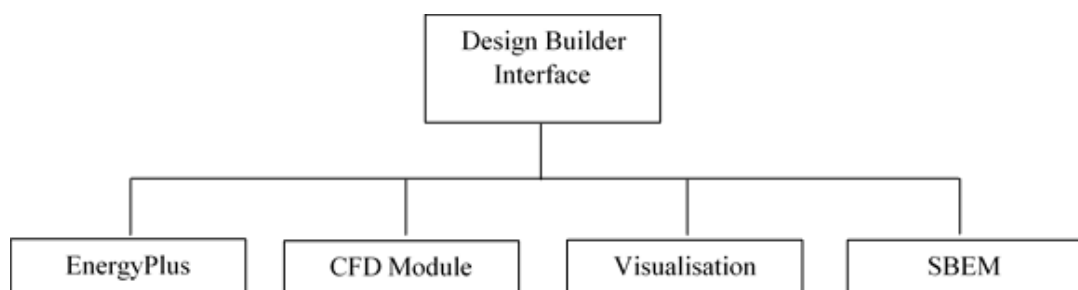 Design Builder
Interface
EnergyPlus
CFD Module
Visualisation
SBEM